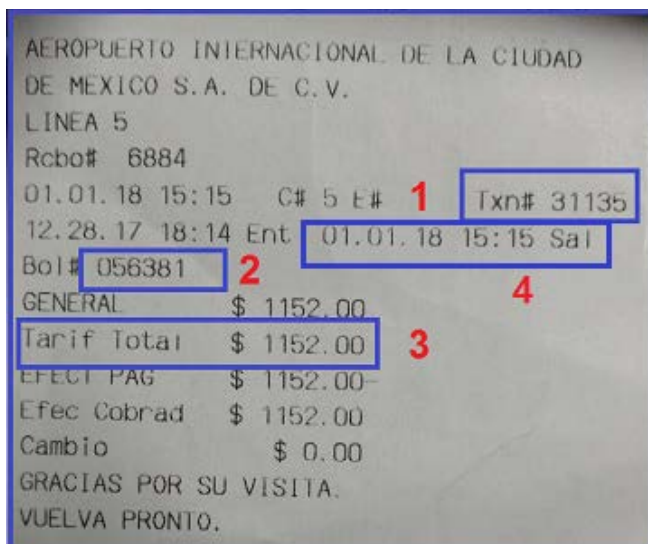 AEROPUERTO INTERNACIONAL DE LA CIUDAD
DE MEXICO S.A. DE C.V.
LINEA 5
Rcbo# 6884
01.01.18 15:15 C# 5 E# 1 Txn# 31135
12.28.17 18:14 Ent 01.01.18 15:15 Sal
Bol# 056381 2 4
GENERAL $ 1152.00
Tarif Total $ 1152.00 3
EFECT PAG $ 1152.00
Efec Cobrad $ 1152.00
Cambio $ 0.00
GRACIAS POR SU VISITA.
VUELVA PRONTO.